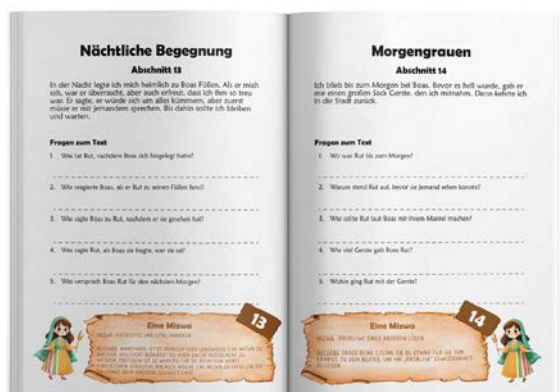 Nächtliche Begegnung
Abschnitt 13
In der Nacht legte ich mich heimlich zu Boas Füßen. Als er mich
sah, war er überrascht, aber auch erfreut, dass ich ihm so treu
war. Er sagte, er würde sich um alles kümmern, aber zuerst
müsse er mit jemandem sprechen. Bis dahin sollte ich bleiben
und warten.
Fragen zum Text
1. Was tat Rut, nachdem Boas sich hingelegt hatte?
2. Wie reagierte Boas, als er Rut zu seinen Füßen fand?
3. Was sagte Boas zu Rut, nachdem er sie gesehen hat?
4. Was sagte Rut, als Boas sie fragte, wer sie sei?
5. Was versprach Boas Rut für den nächsten Morgen?
Eine Mizwa
13
Morgengrauen
Abschnitt 14
Ich blieb bis zum Morgen bei Boas. Bevor es hell wurde, gab er
mir einen großen Sack Gerste, den ich mitnahm. Dann kehrte ich
in die Stadt zurück.
Fragen zum Text
1. Wo war Rut bis zum Morgen?
2. Warum stand Rut auf, bevor sie jemand sehen konnte?
3. Was sollte Rut laut Boas mit ihrem Mantel machen?
4. Wie viel Gerste gab Boas Rut?
5. Wohin ging Rut mit der Gerste?
Eine Mizwa
14